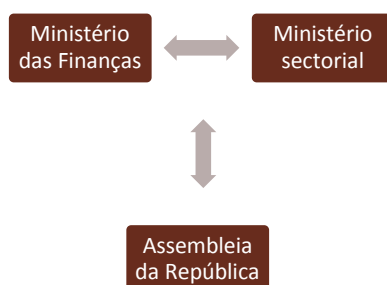 Ministério
das Finanças
Ministério
sectorial
Assembleia
da República